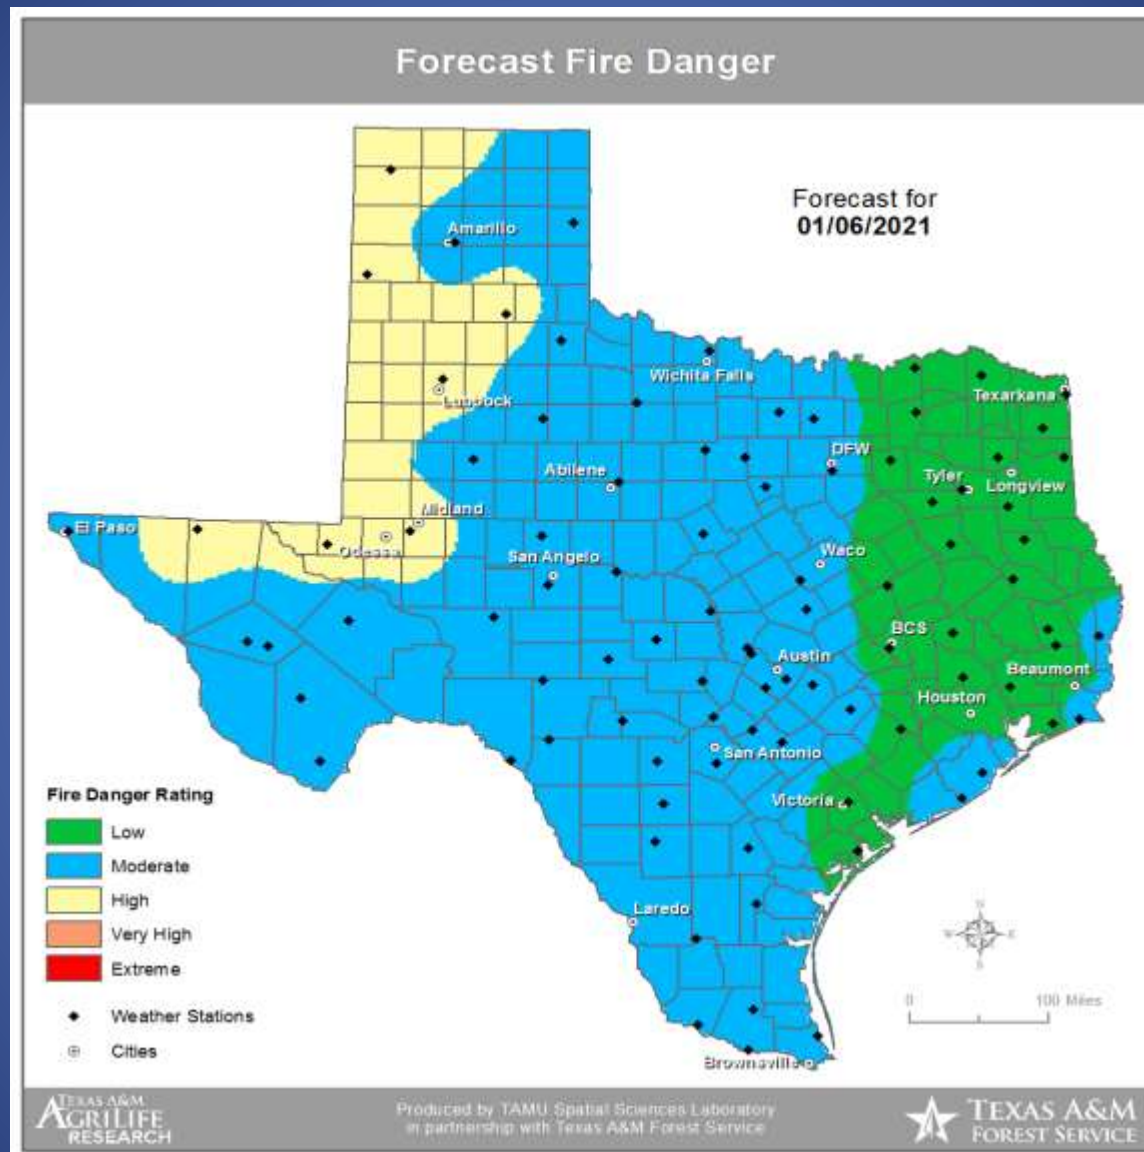 Forecast Fire Danger
Forecast for
01/06/2021
Amarillo
Wichita Falls
Lubbock
Texarkana
DFW
Abilene
Tyler
Longview
Midland
El Paso
Odessa
San Angelo
Waco
BCS
Austin
Beaumont
Houston
San Antonio
Victoria
Laredo
Brownsville
Fire Danger Rating
Low
Moderate
High
Very High
Extreme
Weather Stations
Cities
N
W
E
S
0
100 Miles
TEXAS A&M
AGRILIFE
RESEARCH
Produced by TAMU Spatial Sciences Laboratory
in partnership with Texas A&M Forest Service
TEXAS A&M
FOREST SERVICE